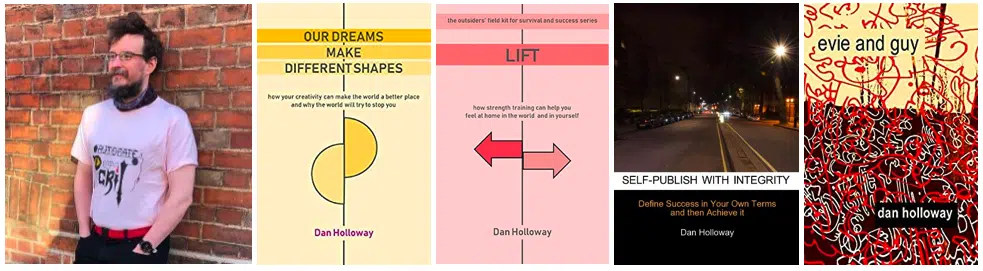 AUTOMATE
OUR DREAMS
MAKE
DIFFERENT SHAPES
how your creativity can make the world a better place
and why the world will try to stop you
Dan Holloway
the outsiders' field kit for survival and success series
LIFT
how strength training can help you
feel at home in the world and in yourself
Dan Holloway
SELF-PUBLISH WITH INTEGRITY
Define Success in Your Own Terms
and then Achieve it
Dan Holloway
evie and guy
dan holloway